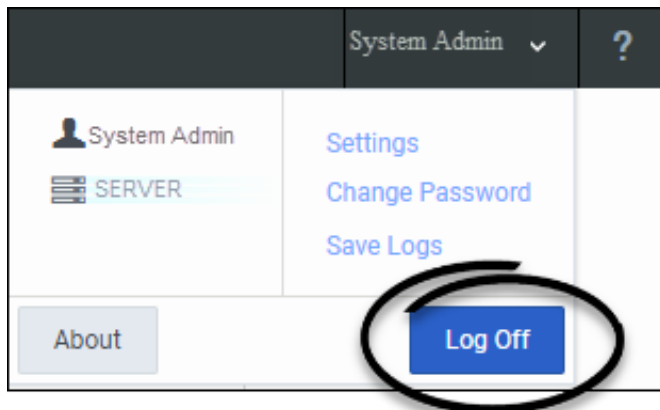 System Admin
?
System Admin
SERVER
Settings
Change Password
Save Logs
About
Log Off